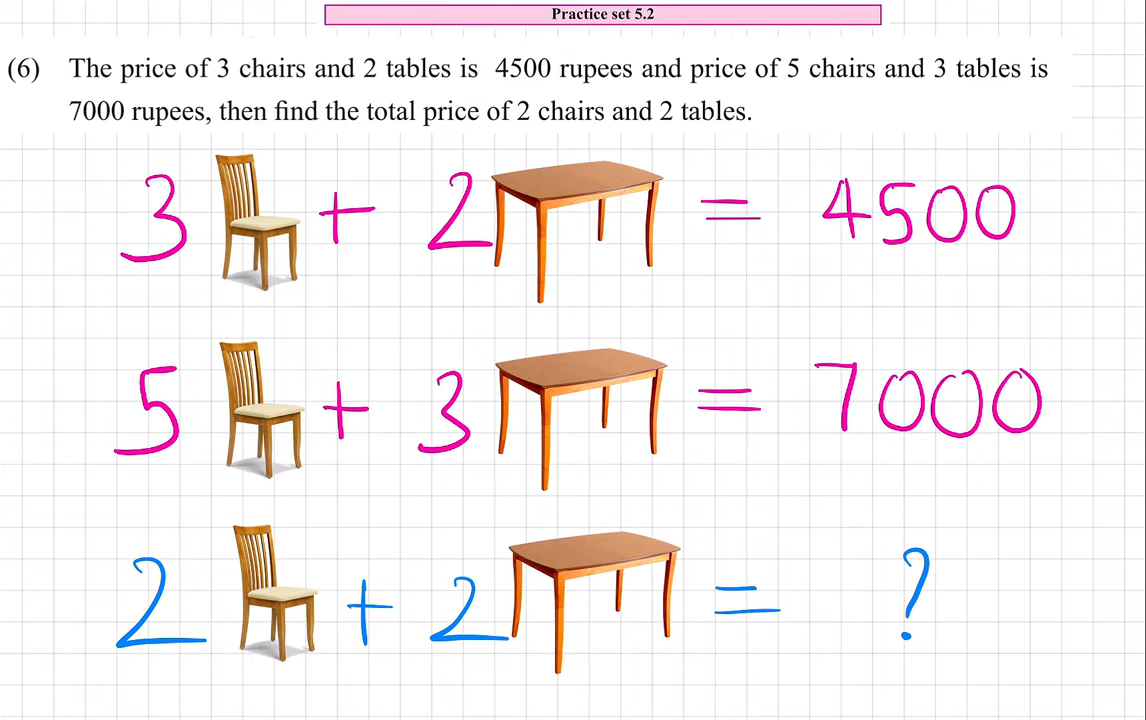 Practice set 5.2
(6) The price of 3 chairs and 2 tables is 4500 rupees and price of 5 chairs and 3 tables is
7000 rupees, then find the total price of 2 chairs and 2 tables.
3 + 2 = 4500
5 + 3 = 7000
2 + 2 = ?